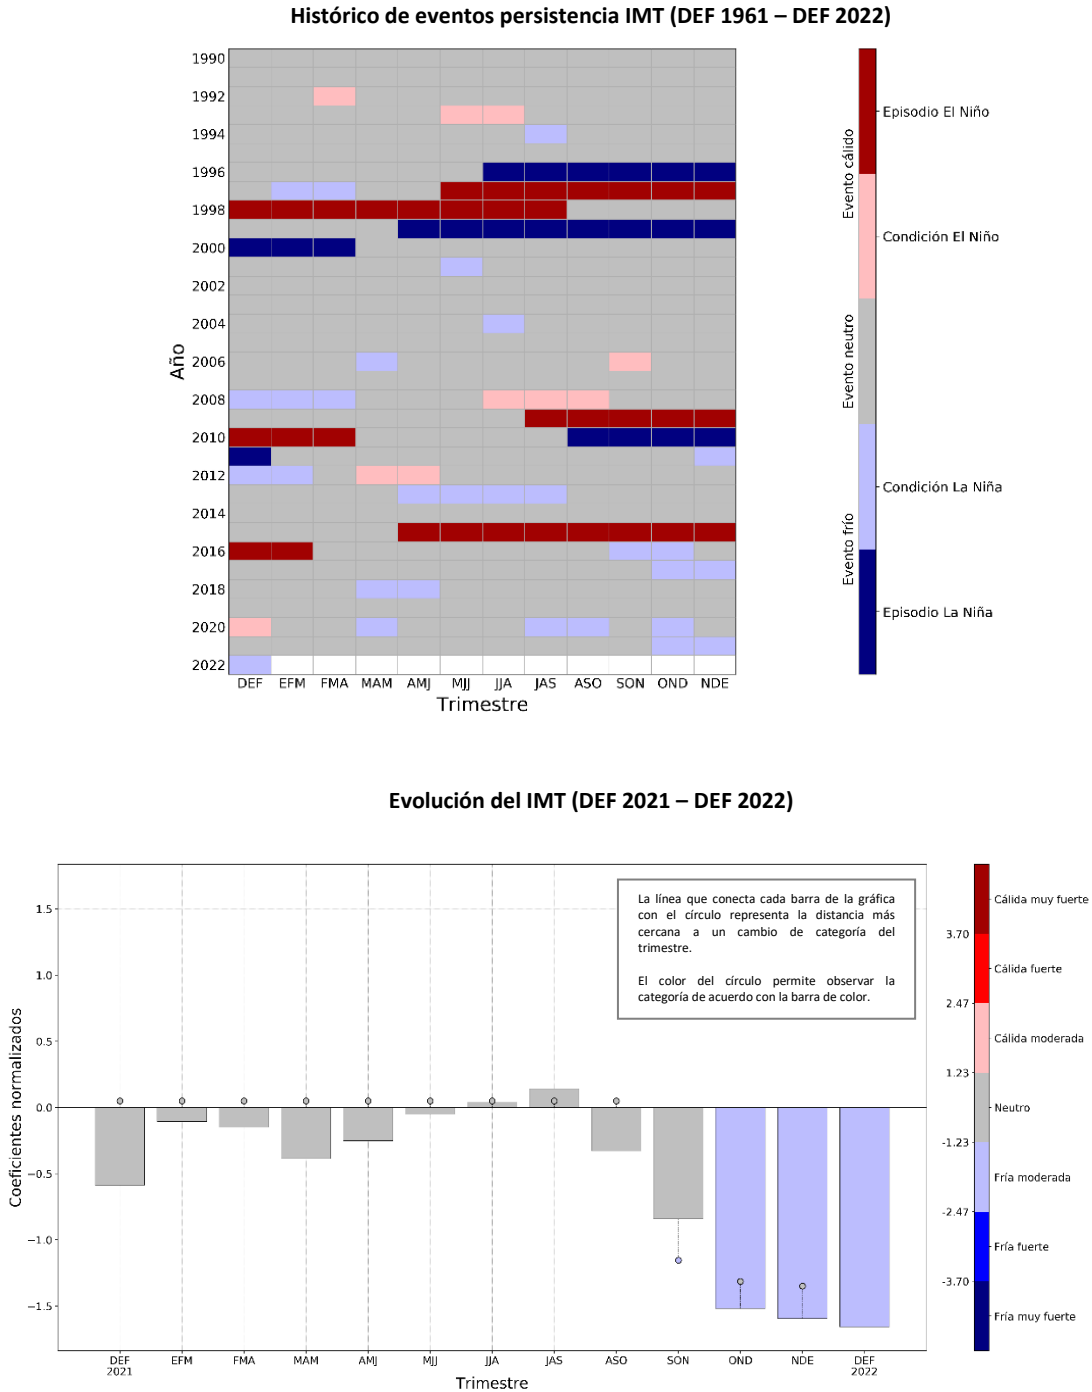 Histórico de eventos persistencia IMT (DEF 1961 – DEF 2022)
1990
1992
1994
1996
1998
2000
2002
2004
2006
2008
2010
2012
2014
2016
2018
2020
2022
Año
DEF EFM FMA MAM AMJ MJJ JJA JAS ASO SON OND NDE
Trimestre
Evento cálido
Evento neutro
Evento frío
Episodio El Niño
Condición El Niño
Condición La Niña
Episodio La Niña
Evolución del IMT (DEF 2021 – DEF 2022)
La línea que conecta cada barra de la gráfica
con el círculo representa la distancia más
cercana a un cambio de categoría del
trimestre.
El color del círculo permite observar la
categoría de acuerdo con la barra de color.
1.5
1.0
0.5
0.0
−0.5
−1.0
−1.5
Coeficientes normalizados
DEF EFM FMA MAM AMJ MJJ JJA JAS ASO SON OND NDE DEF
2021 2022
Trimestre
3.70
2.47
1.23
-1.23
-2.47
-3.70
Cálida muy fuerte
Cálida fuerte
Cálida moderada
Neutro
Fría moderada
Fría fuerte
Fría muy fuerte